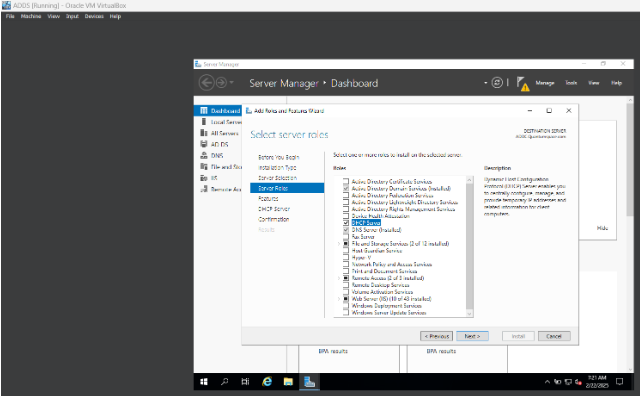 ADDS [Running] - Oracle VM VirtualBox
File Machine View Input Devices Help
Server Manager
Server Manager • Dashboard
Manage Tools View Help
Dashboard
Local Serve
All Servers
AD DS
DNS
File and Sto
IIS
Remote Acc
Add Roles and Features Wizard
Select server roles
DESTINATION SERVER
Before You Begin
Installation Type
Server Selection
Server Roles
Features
DHCP Server
Confirmation
Results
Select one or more roles to install on the selected server.
Roles
Active Directory Certificate Services
Active Directory Domain Services (Installed)
Active Directory Federation Services
Active Directory Lightweight Directory Services
Active Directory Rights Management Services
Device Health Attestation
DHCP Server
DNS Server (Installed)
Fax Server
File and Storage Services (2 of 12 installed)
Host Guardian Service
Hyper-V
Network Policy and Access Services
Print and Document Services
Remote Access (2 of 3 installed)
Remote Desktop Services
Volume Activation Services
Web Server (IIS) (18 of 43 installed)
Windows Deployment Services
Windows Server Update Services
Description
Dynamic Host Configuration
Protocol (DHCP) Server enables you
to centrally configure, manage, and
provide temporary IP addresses and
related information for client
computers.
Hide
< Previous Next > Install Cancel
BPA results BPA results
7:21 AM
2/22/2025